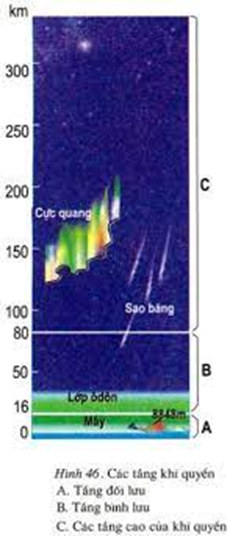 km
300
250
200
Cực quang
C
150
Sao băng
100
80
50
B
Lớp ôdôn
16
8848m
Mây
0
A
Hình 46. Các tầng khí quyển
A. Tầng đối lưu
B. Tầng bình lưu
C. Các tầng cao của khí quyển